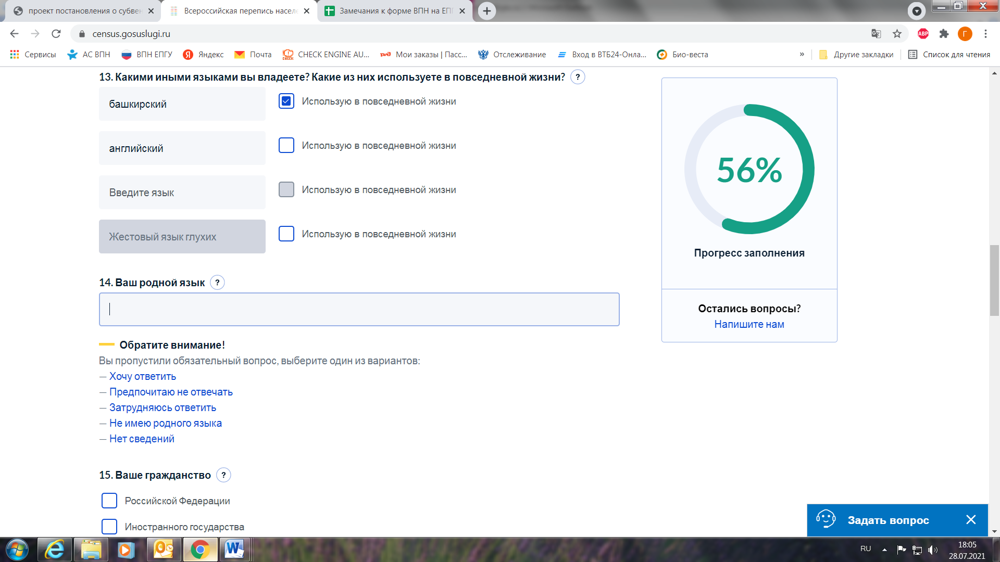 проект постановления о субвен
Всероссийская перепись населе
Замечания к форме ВПН на ЕПГ
census.gosuslugi.ru
ABP
Г
Сервисы
АС ВПН
ВПН ЕПГУ
Яндекс
Почта
CHECK ENGINE AU...
Мои заказы | Пасс...
Отслеживание
Вход в ВТБ24-Онла...
Био-веста
»
Другие закладки
Список для чтения
13. Какими иными языками вы владеете? Какие из них используете в повседневной жизни? ?
башкирский
Использую в повседневной жизни
английский
Использую в повседневной жизни
Введите язык
Использую в повседневной жизни
Жестовый язык глухих
Использую в повседневной жизни
14. Ваш родной язык ?
Обратите внимание!
Вы пропустили обязательный вопрос, выберите один из вариантов:
— Хочу ответить
— Предпочитаю не отвечать
— Затрудняюсь ответить
— Не имею родного языка
— Нет сведений
15. Ваше гражданство ?
Российской Федерации
Иностранного государства
56%
Прогресс заполнения
Остались вопросы?
Напишите нам
Задать вопрос
RU
18:05
28.07.2021